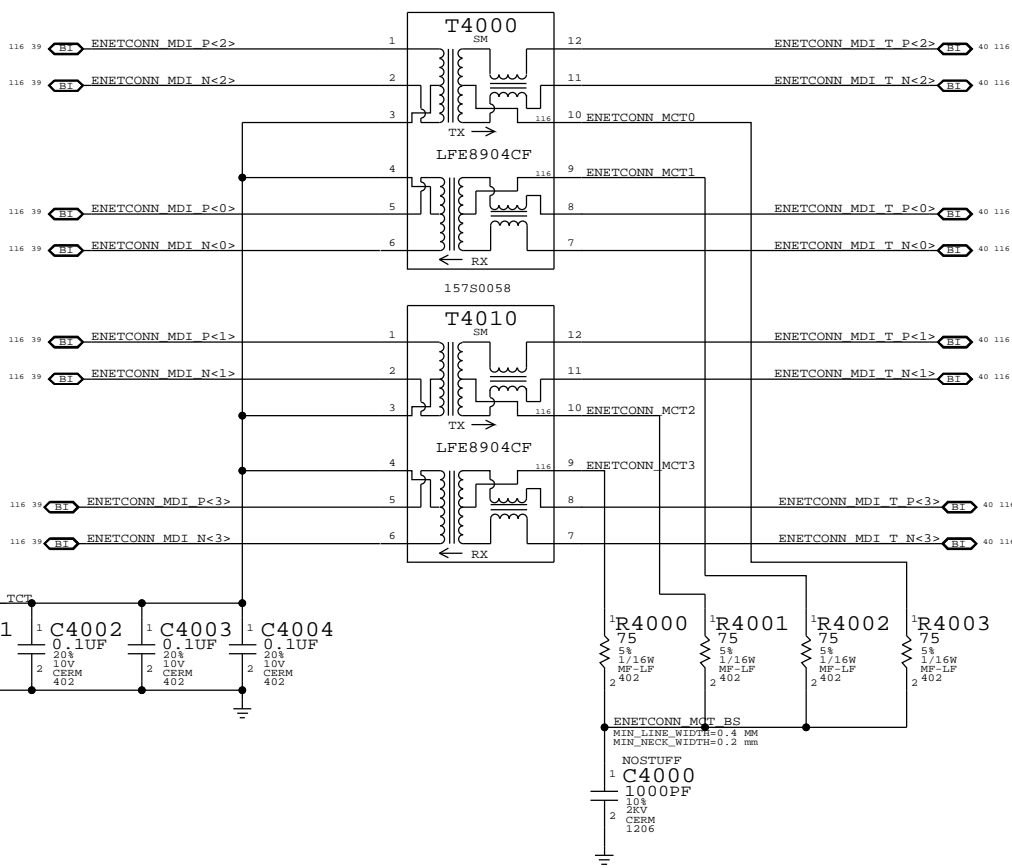 T4000
SM
116 39 BI ENETCONN_MDI_P<2> 1 12 ENETCONN_MDI_T_P<2> BI 40 116
116 39 BI ENETCONN_MDI_N<2> 2 11 ENETCONN_MDI_T_N<2> BI 40 116
3 116 10 ENETCONN_MCT0
TX
LFE8904CF
4 116 9 ENETCONN_MCT1
116 39 BI ENETCONN_MDI_P<0> 5 8 ENETCONN_MDI_T_P<0> BI 40 116
116 39 BI ENETCONN_MDI_N<0> 6 7 ENETCONN_MDI_T_N<0> BI 40 116
RX
157S0058
T4010
SM
116 39 BI ENETCONN_MDI_P<1> 1 12 ENETCONN_MDI_T_P<1> BI 40 116
116 39 BI ENETCONN_MDI_N<1> 2 11 ENETCONN_MDI_T_N<1> BI 40 116
3 116 10 ENETCONN_MCT2
TX
LFE8904CF
4 116 9 ENETCONN_MCT3
116 39 BI ENETCONN_MDI_P<3> 5 8 ENETCONN_MDI_T_P<3> BI 40 116
116 39 BI ENETCONN_MDI_N<3> 6 7 ENETCONN_MDI_T_N<3> BI 40 116
RX
TCT
1
1 C4002
0.1UF
20%
10V
CERM
402
2
1 C4003
0.1UF
20%
10V
CERM
402
2
1 C4004
0.1UF
20%
10V
CERM
402
2
1 R4000
75
5%
1/16W
MF-LF
2 402
1 R4001
75
5%
1/16W
MF-LF
2 402
1 R4002
75
5%
1/16W
MF-LF
2 402
1 R4003
75
5%
1/16W
MF-LF
2 402
ENETCONN_MCT_BS
MIN_LINE_WIDTH=0.4 MM
MIN_NECK_WIDTH=0.2 mm
NOSTUFF
1 C4000
1000PF
10%
2KV
CERM
1206
2